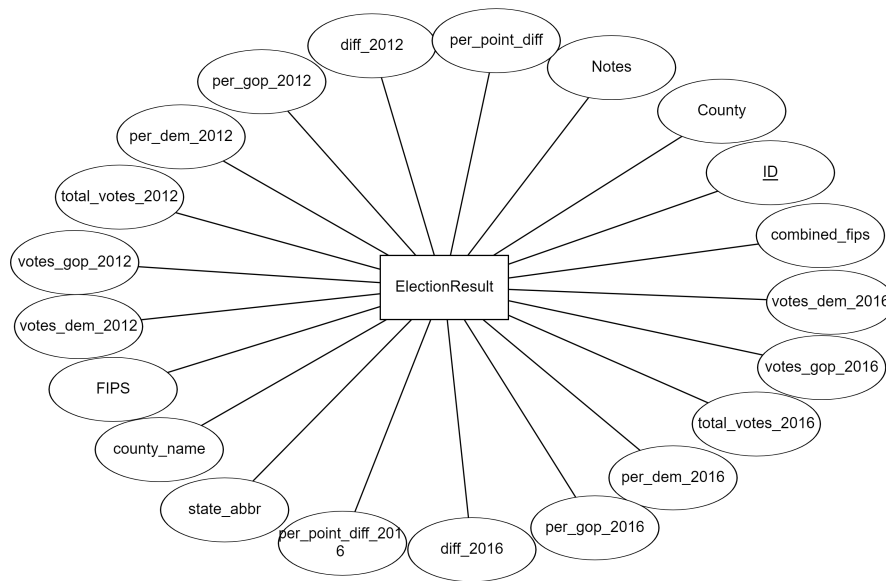 diff_2012
per_point_diff
Notes
per_gop_2012
County
per_dem_2012
ID
total_votes_2012
combined_fips
votes_gop_2012
ElectionResult
votes_dem_2016
votes_dem_2012
votes_gop_2016
FIPS
total_votes_2016
county_name
per_dem_2016
state_abbr
per_point_diff_201
6
diff_2016
per_gop_2016